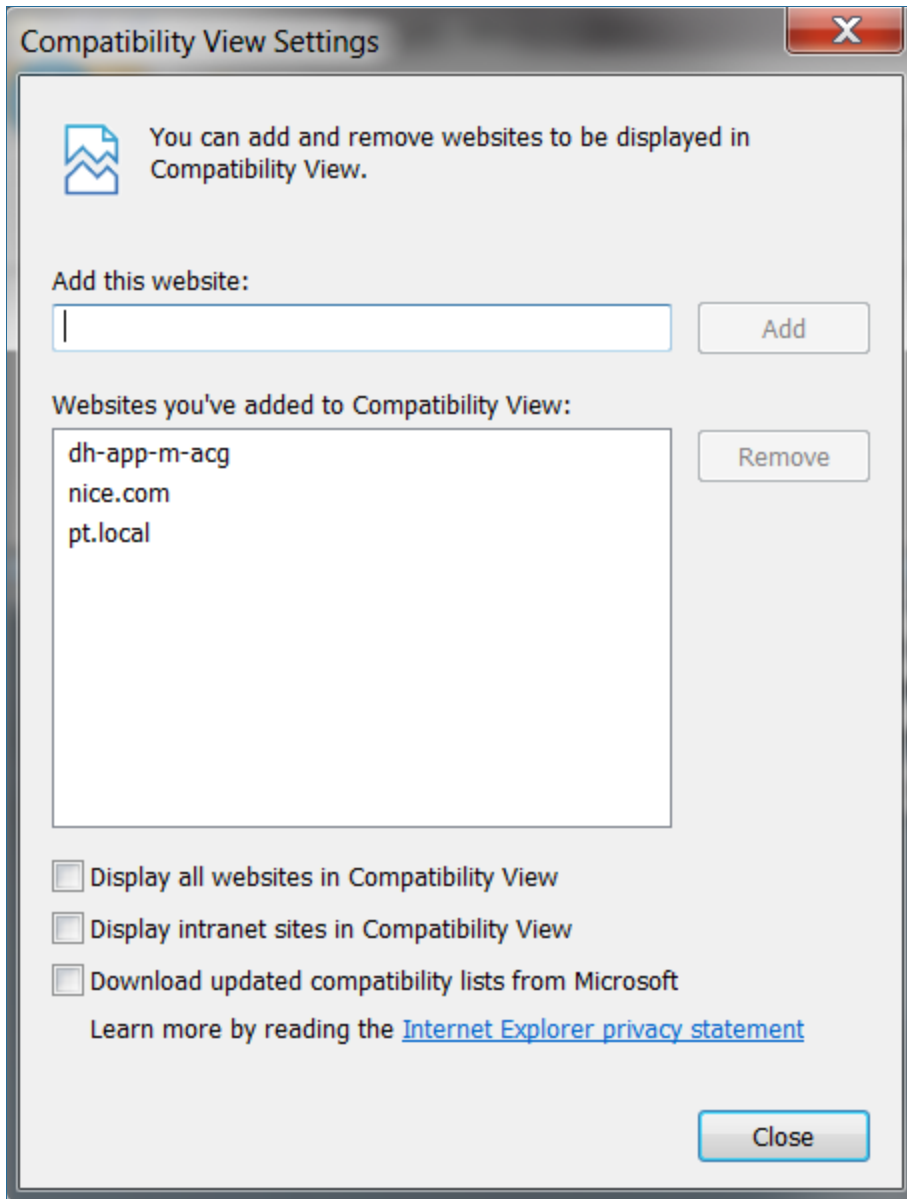 Compatibility View Settings
You can add and remove websites to be displayed in
Compatibility View.
Add this website:
Add
Websites you've added to Compatibility View:
dh-app-m-acg
nice.com
pt.local
Remove
Display all websites in Compatibility View
Display intranet sites in Compatibility View
Download updated compatibility lists from Microsoft
Learn more by reading the Internet Explorer privacy statement
Close